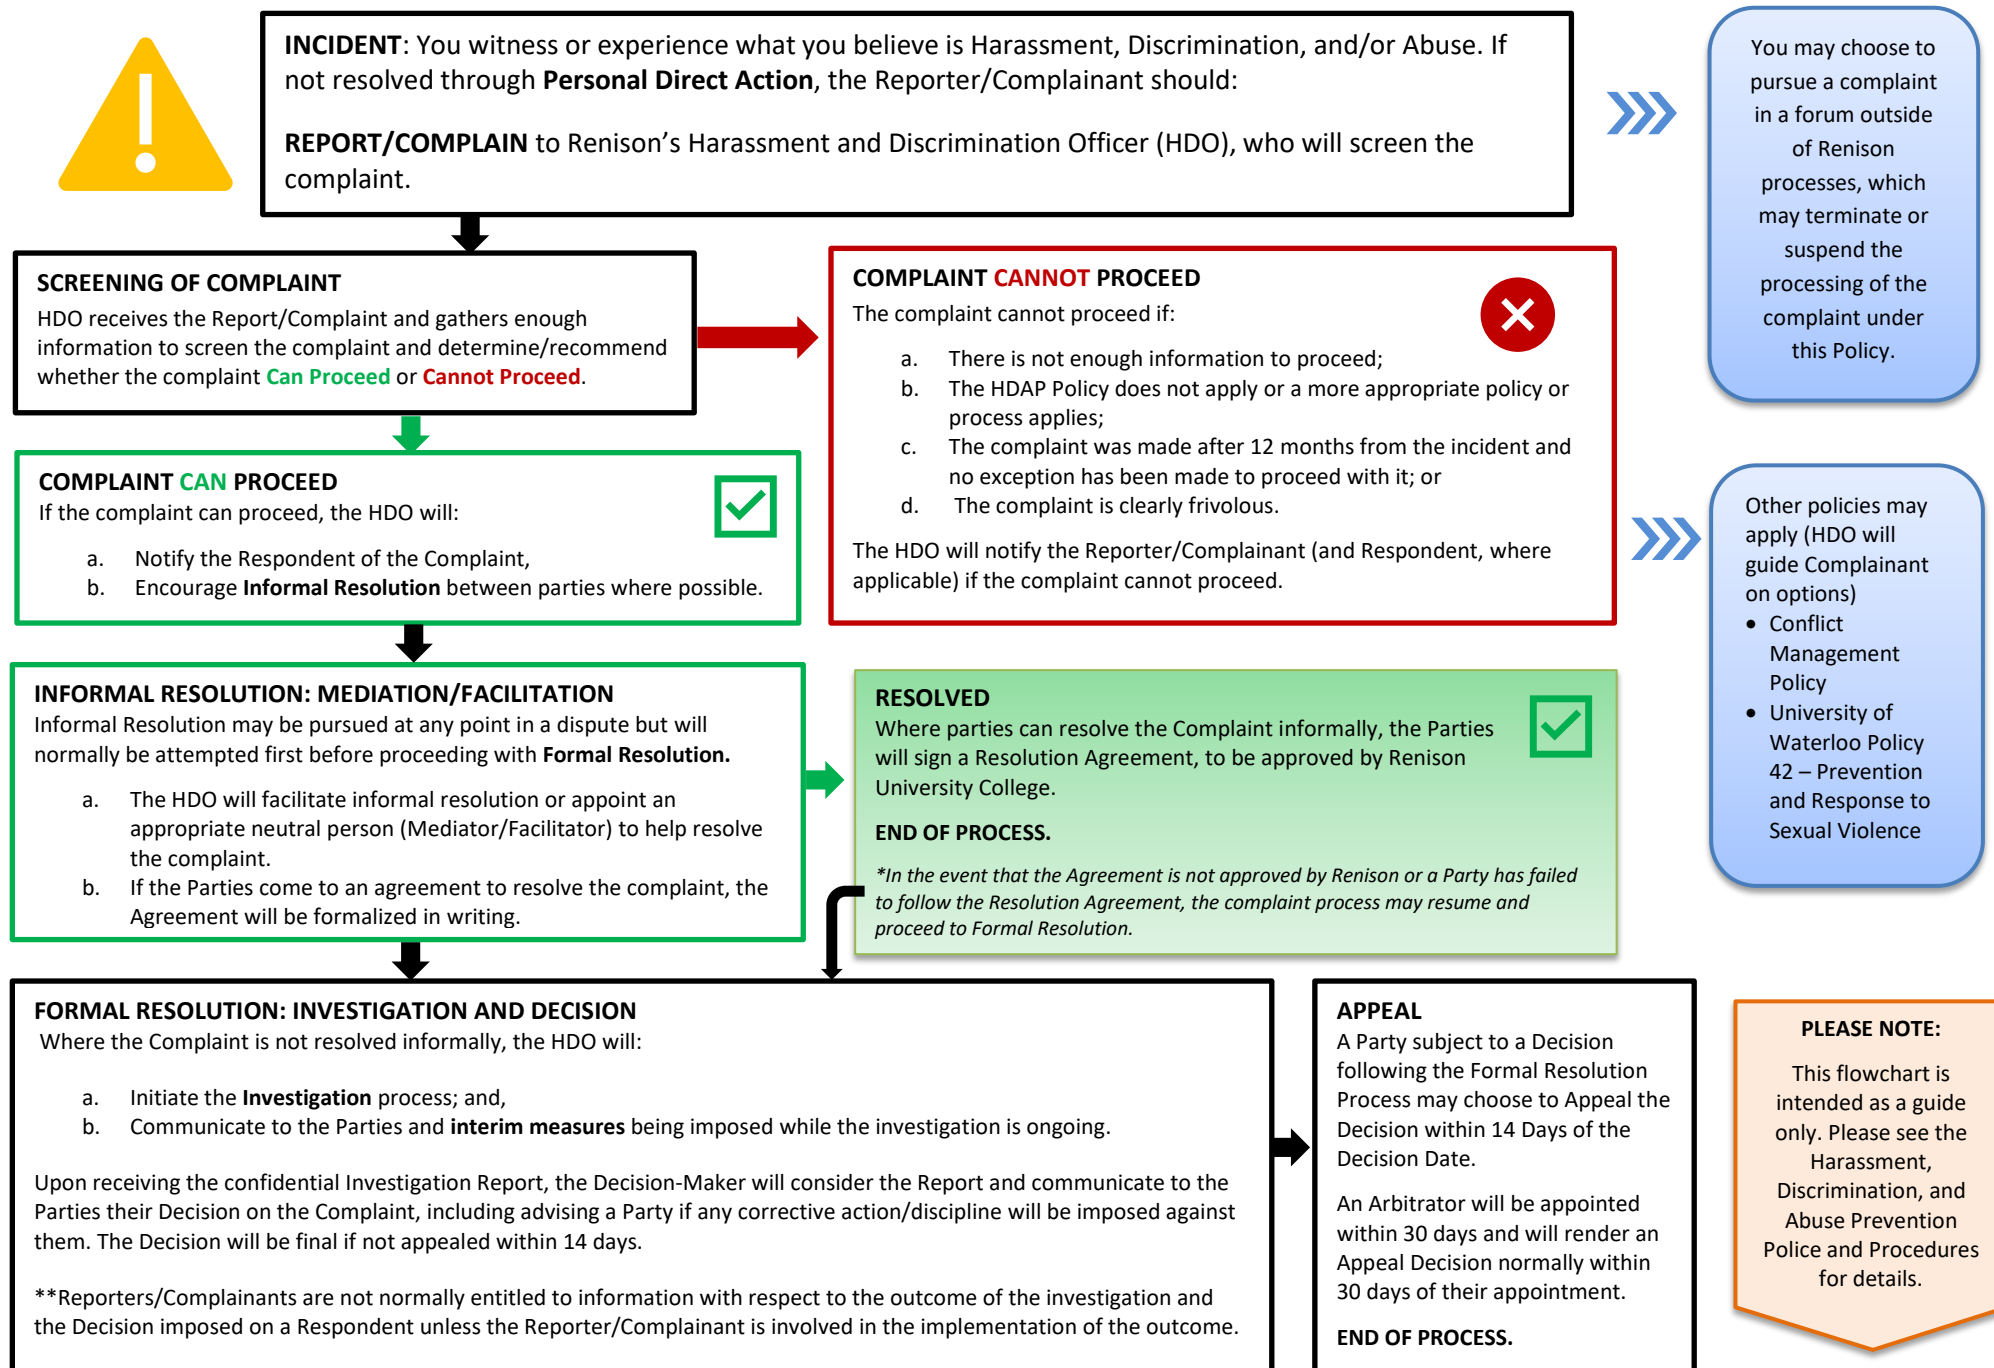 INCIDENT: You witness or experience what you believe is Harassment, Discrimination, and/or Abuse. If
not resolved through Personal Direct Action, the Reporter/Complainant should:
REPORT/COMPLAIN to Renison’s Harassment and Discrimination Officer (HDO), who will screen the
complaint.
You may choose to
pursue a complaint
in a forum outside
of Renison
processes, which
may terminate or
suspend the
processing of the
complaint under
this Policy.
SCREENING OF COMPLAINT
HDO receives the Report/Complaint and gathers enough
information to screen the complaint and determine/recommend
whether the complaint Can Proceed or Cannot Proceed.
COMPLAINT CANNOT PROCEED
The complaint cannot proceed if:
a. There is not enough information to proceed;
b. The HDAP Policy does not apply or a more appropriate policy or
process applies;
c. The complaint was made after 12 months from the incident and
no exception has been made to proceed with it; or
d. The complaint is clearly frivolous.
The HDO will notify the Reporter/Complainant (and Respondent, where
applicable) if the complaint cannot proceed.
COMPLAINT CAN PROCEED
If the complaint can proceed, the HDO will:
a. Notify the Respondent of the Complaint,
b. Encourage Informal Resolution between parties where possible.
Other policies may
apply (HDO will
guide Complainant
on options)
• Conflict
Management
Policy
• University of
Waterloo Policy
42 – Prevention
and Response to
Sexual Violence
INFORMAL RESOLUTION: MEDIATION/FACILITATION
Informal Resolution may be pursued at any point in a dispute but will
normally be attempted first before proceeding with Formal Resolution.
a. The HDO will facilitate informal resolution or appoint an
appropriate neutral person (Mediator/Facilitator) to help resolve
the complaint.
b. If the Parties come to an agreement to resolve the complaint, the
Agreement will be formalized in writing.
RESOLVED
Where parties can resolve the Complaint informally, the Parties
will sign a Resolution Agreement, to be approved by Renison
University College.
END OF PROCESS.
*In the event that the Agreement is not approved by Renison or a Party has failed
to follow the Resolution Agreement, the complaint process may resume and
proceed to Formal Resolution.
FORMAL RESOLUTION: INVESTIGATION AND DECISION
Where the Complaint is not resolved informally, the HDO will:
a. Initiate the Investigation process; and,
b. Communicate to the Parties and interim measures being imposed while the investigation is ongoing.
Upon receiving the confidential Investigation Report, the Decision-Maker will consider the Report and communicate to the
Parties their Decision on the Complaint, including advising a Party if any corrective action/discipline will be imposed against
them. The Decision will be final if not appealed within 14 days.
**Reporters/Complainants are not normally entitled to information with respect to the outcome of the investigation and
the Decision imposed on a Respondent unless the Reporter/Complainant is involved in the implementation of the outcome.
APPEAL
A Party subject to a Decision
following the Formal Resolution
Process may choose to Appeal the
Decision within 14 Days of the
Decision Date.
An Arbitrator will be appointed
within 30 days and will render an
Appeal Decision normally within
30 days of their appointment.
END OF PROCESS.
PLEASE NOTE:
This flowchart is
intended as a guide
only. Please see the
Harassment,
Discrimination, and
Abuse Prevention
Police and Procedures
for details.